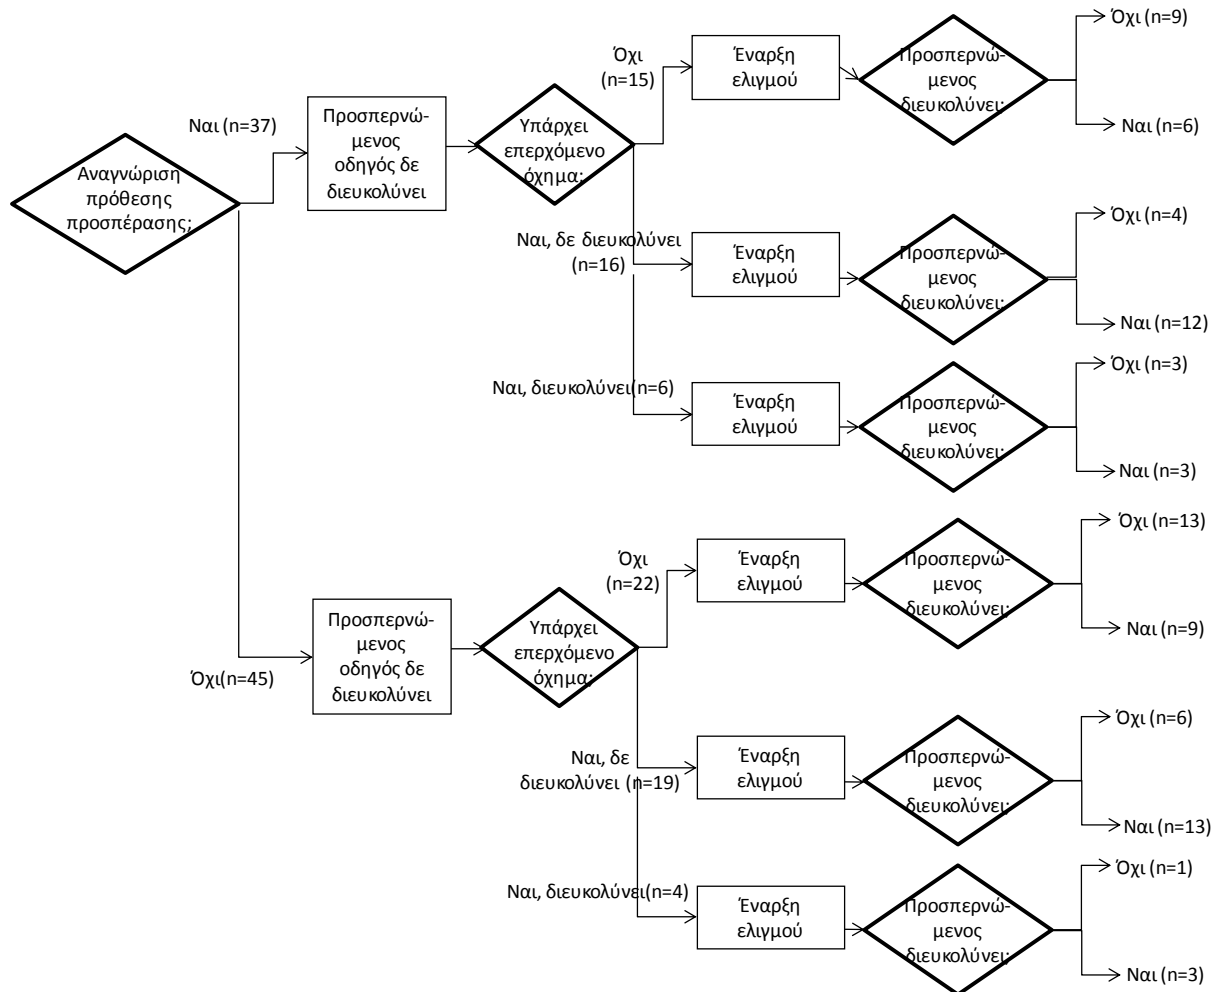 Αναγνώριση
πρόθεσης
προσπέρασης;
Ναι (n=37)
Προσπερνώ-
μενος
οδηγός δε
διευκολύνει
Υπάρχει
επερχόμενο
όχημα;
Όχι
(n=15)
Έναρξη
ελιγμού
Προσπερνώ-
μενος
διευκολύνει;
Όχι (n=9)
Ναι (n=6)
Ναι, δε διευκολύνει
(n=16)
Έναρξη
ελιγμού
Προσπερνώ-
μενος
διευκολύνει;
Όχι (n=4)
Ναι (n=12)
Ναι, διευκολύνει(n=6)
Έναρξη
ελιγμού
Προσπερνώ-
μενος
διευκολύνει;
Όχι (n=3)
Ναι (n=3)
Όχι(n=45)
Προσπερνώ-
μενος
οδηγός δε
διευκολύνει
Υπάρχει
επερχόμενο
όχημα;
Όχι
(n=22)
Έναρξη
ελιγμού
Προσπερνώ-
μενος
διευκολύνει;
Όχι (n=13)
Ναι (n=9)
Ναι, δε
διευκολύνει (n=19)
Έναρξη
ελιγμού
Προσπερνώ-
μενος
διευκολύνει;
Όχι (n=6)
Ναι (n=13)
Ναι, διευκολύνει(n=4)
Έναρξη
ελιγμού
Προσπερνώ-
μενος
διευκολύνει;
Όχι (n=1)
Ναι (n=3)